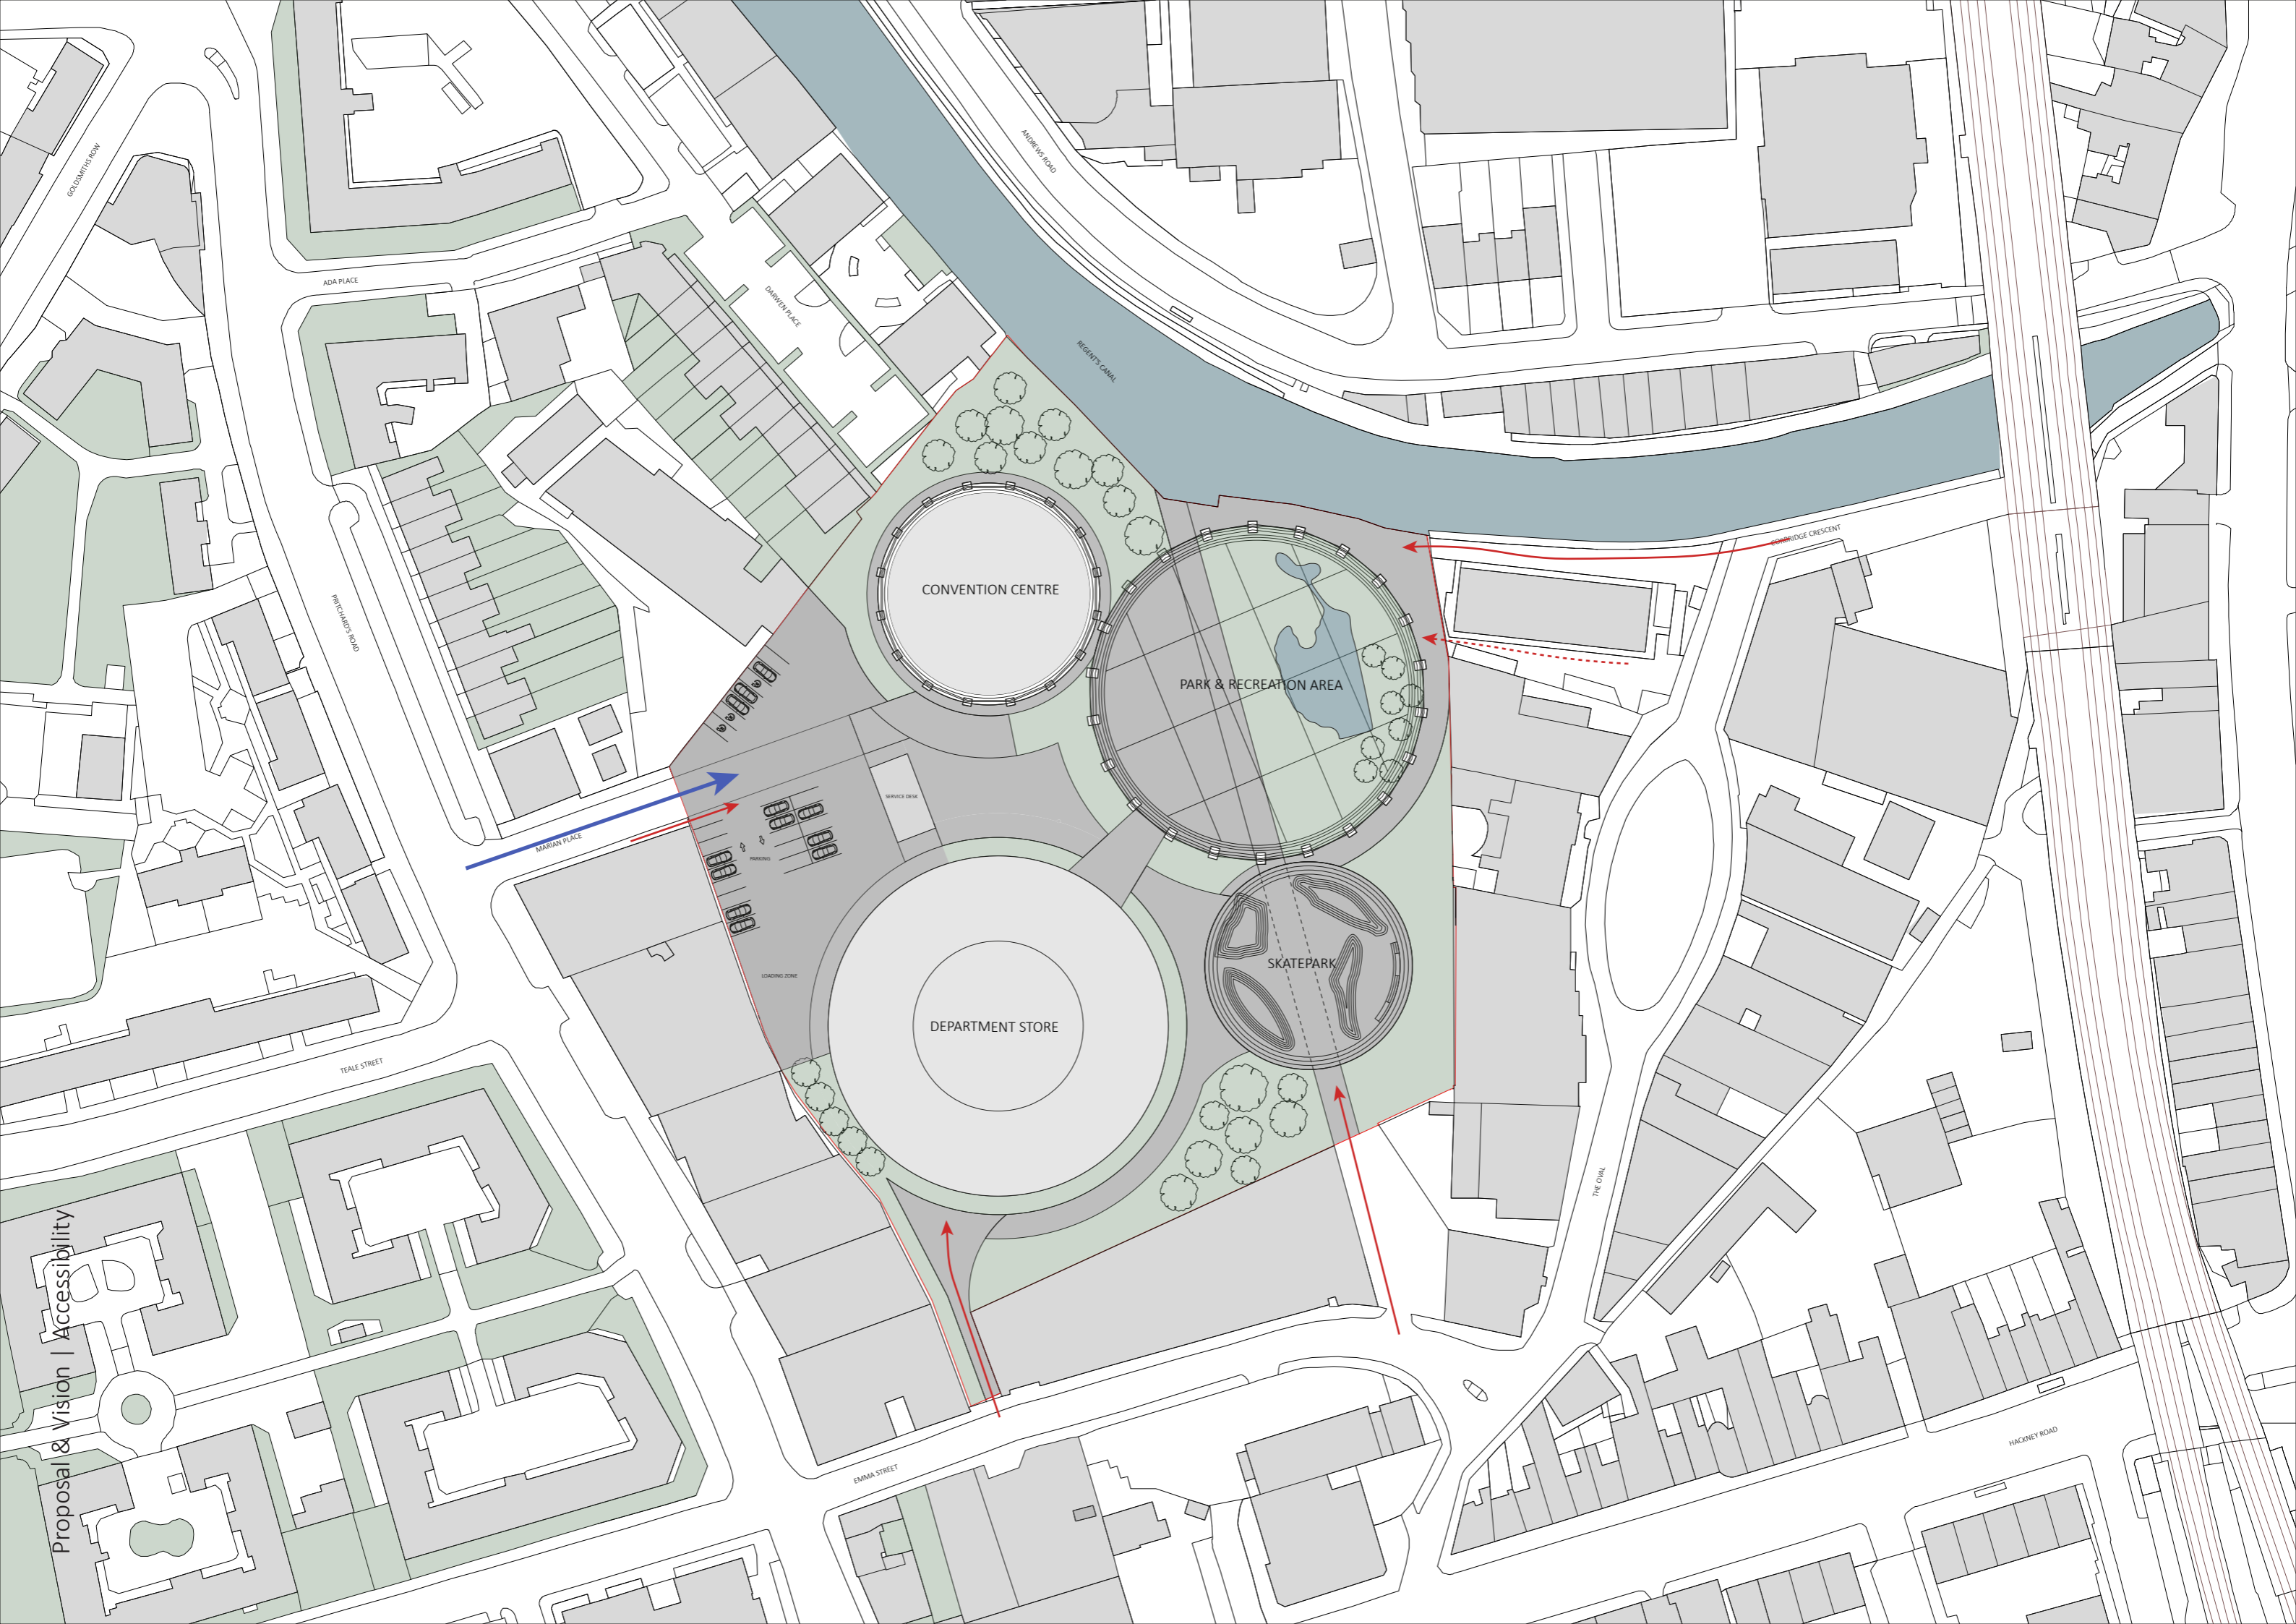 GOLDSMITHS ROW
ANDREWS ROAD
ADA PLACE
DARWEN PLACE
REGENT'S CANAL
CORBRIDGE CRESCENT
CONVENTION CENTRE
PRITCHARD'S ROAD
PARK & RECREATION AREA
SERVICE DESK
MARIAN PLACE
PARKING
SKATEPARK
LOADING ZONE
DEPARTMENT STORE
TEALE STREET
THE OVAL
Proposal & Vision | Accessibility
HACKNEY ROAD
EMMA STREET